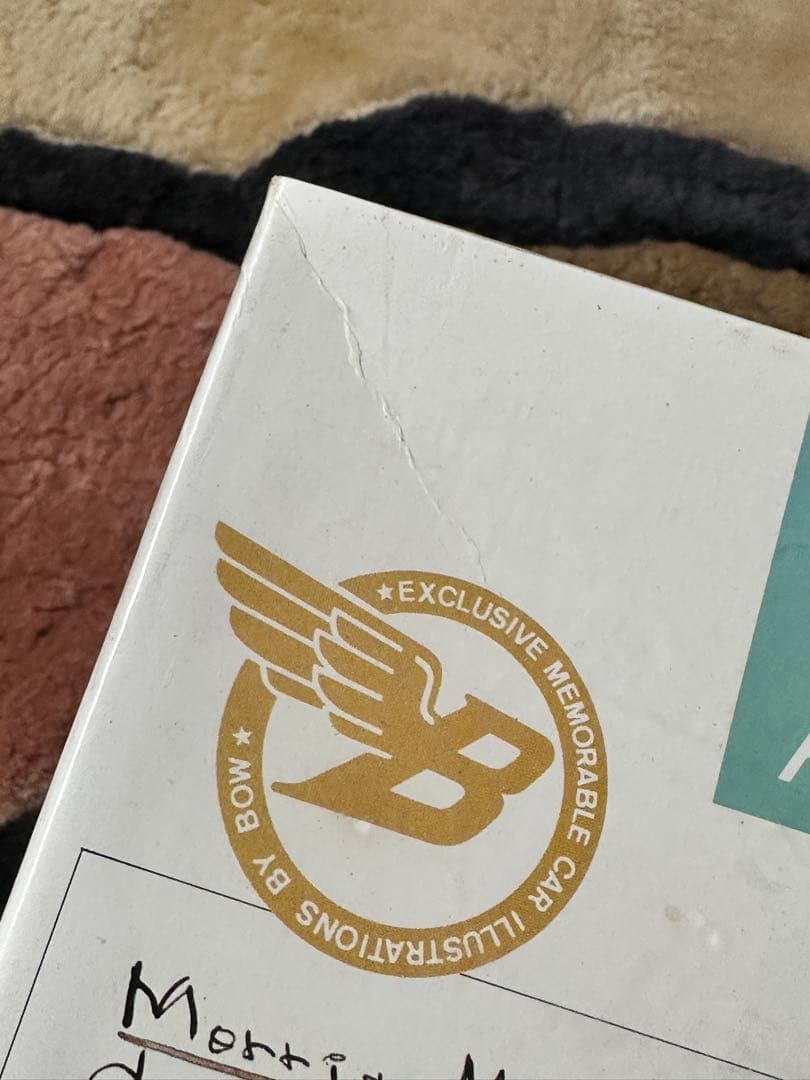 ★EXCLUSIVE MEMORABLE CAR ILLUSTRATIONS BY BOW★
B
Morris